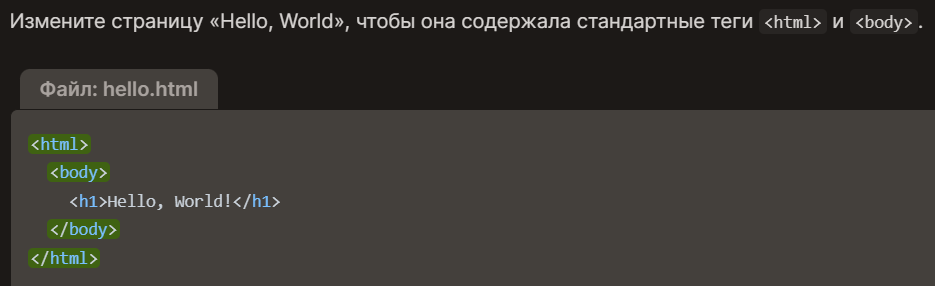 Измените страницу «Hello, World», чтобы она содержала стандартные теги <html> и <body>.
Файл: hello.html
<html>
<body>
<h1>Hello, World!</h1>
</body>
</html>